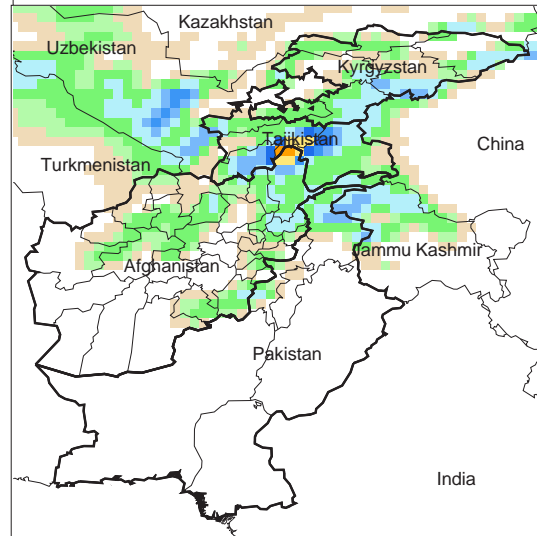 Kazakhstan
Uzbekistan
Kyrgyzstan
Tajikistan
China
Turkmenistan
Jammu Kashmir
Afghanistan
Pakistan
India